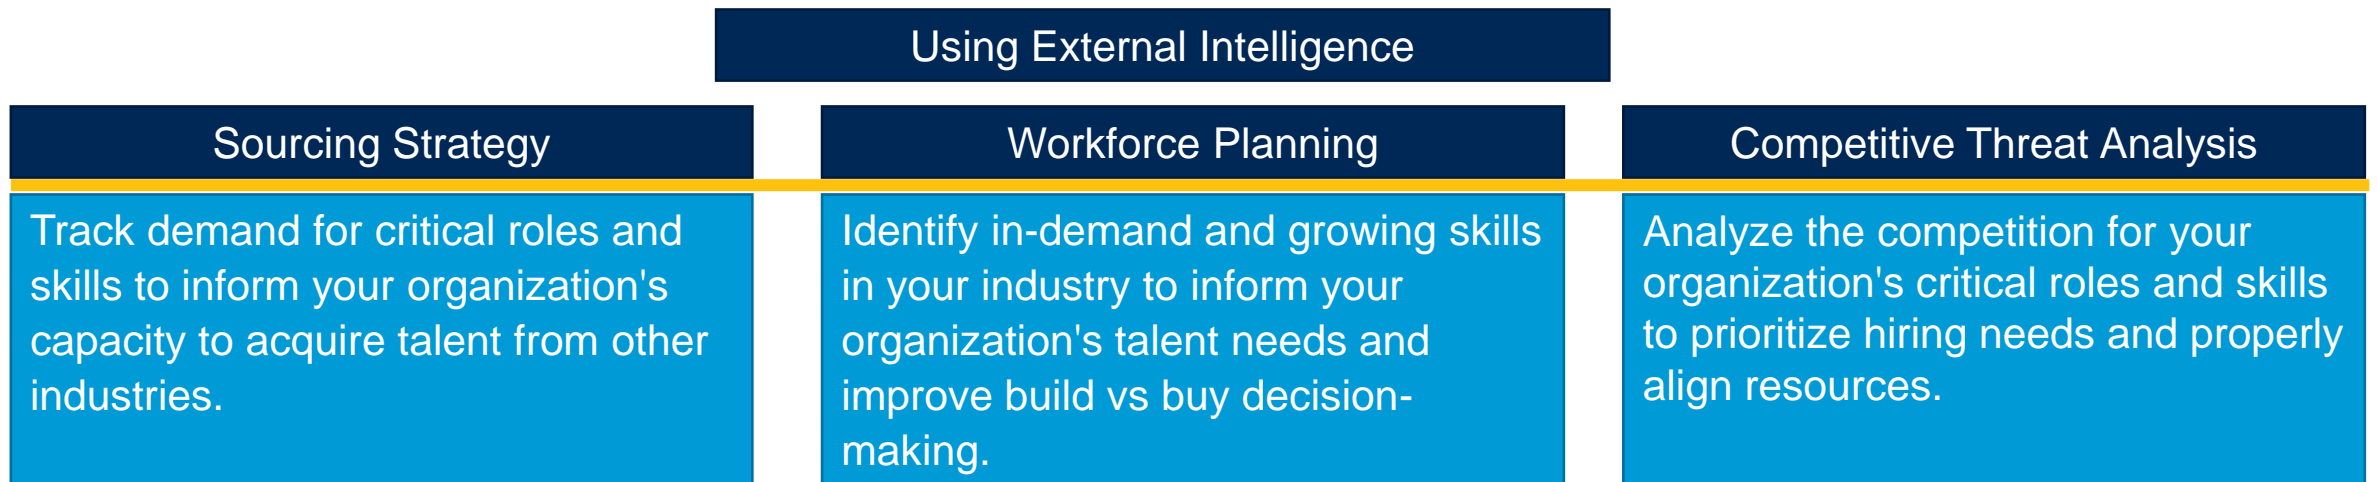 Using External Intelligence
Sourcing Strategy
Track demand for critical roles and
skills to inform your organization's
capacity to acquire talent from other
industries.
Workforce Planning
Identify in-demand and growing skills
in your industry to inform your
organization's talent needs and
improve build vs buy decision-
making.
Competitive Threat Analysis
Analyze the competition for your
organization's critical roles and skills
to prioritize hiring needs and properly
align resources.